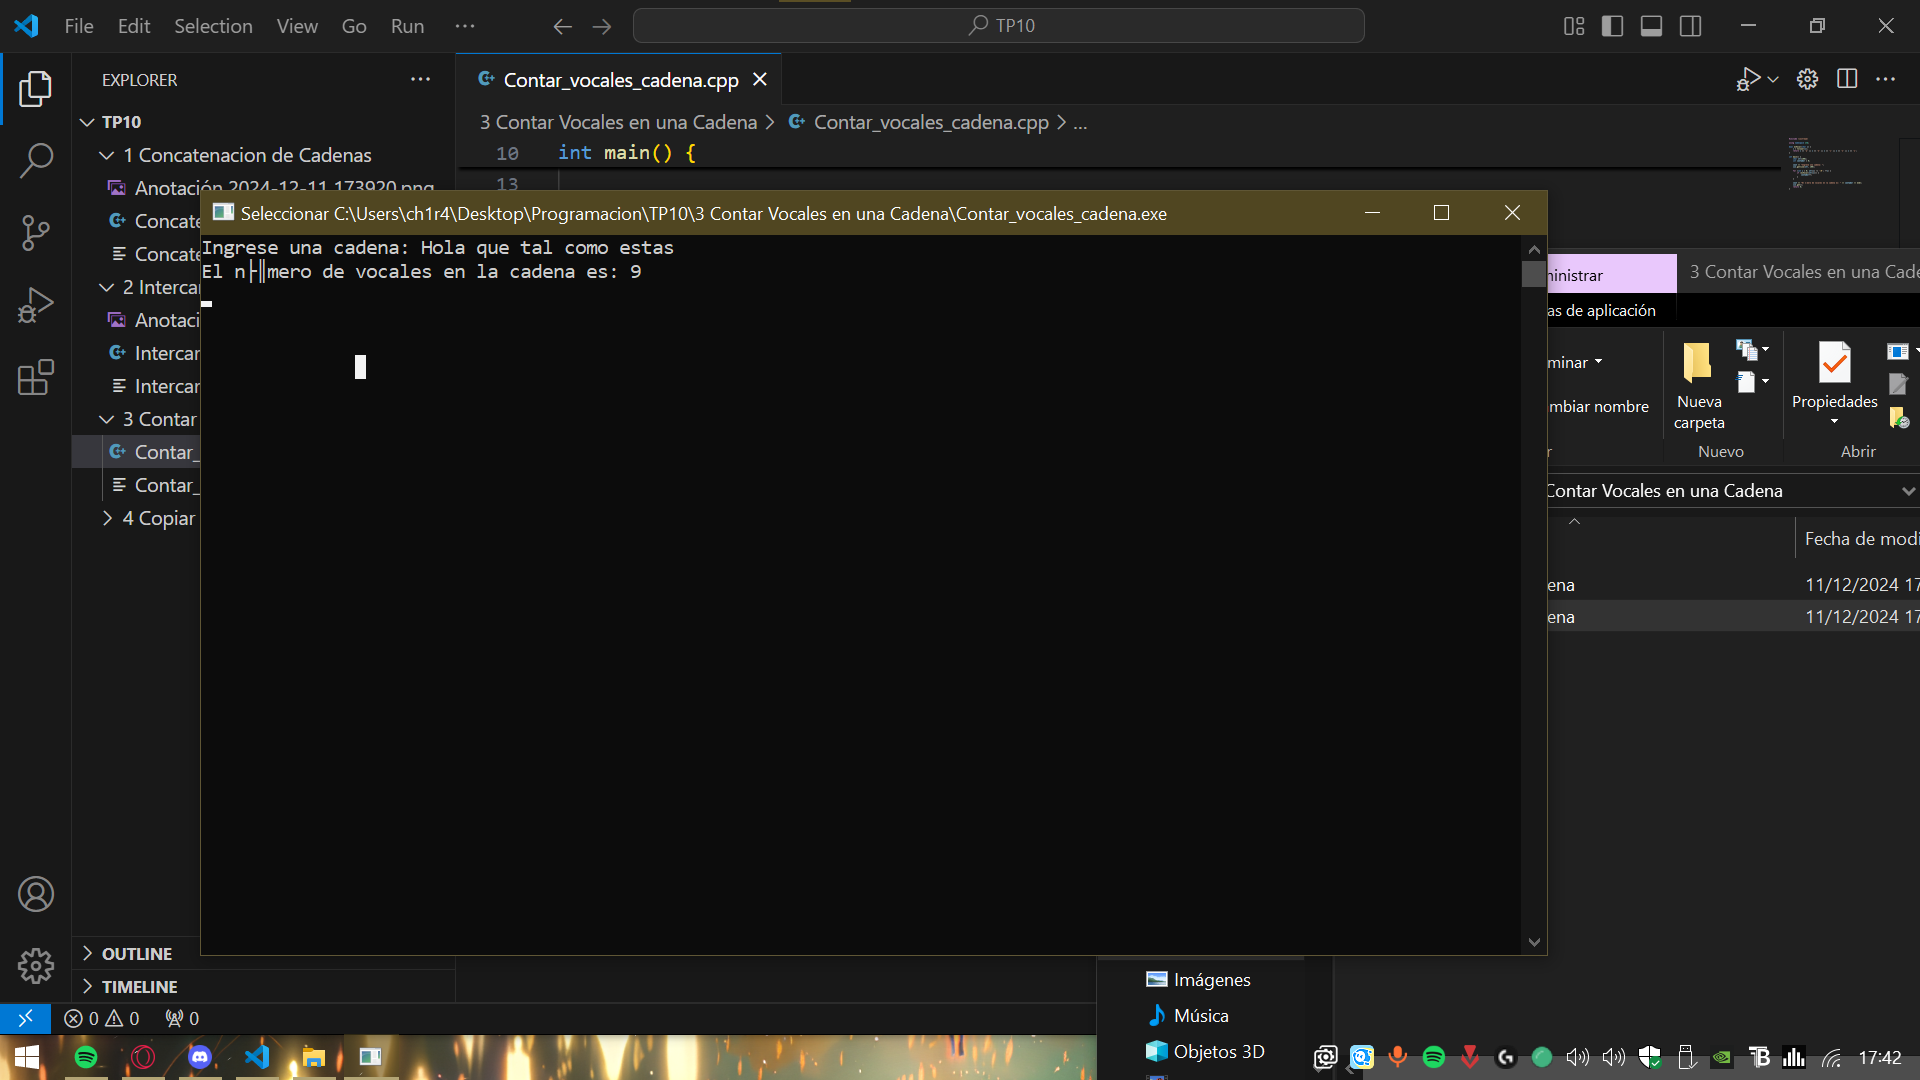 File Edit Selection View Go Run ...
TP10
EXPLORER
Contar_vocales_cadena.cpp
TP10
3 Contar Vocales en una Cadena > Contar_vocales_cadena.cpp > ...
10 int main() {
13
1 Concatenacion de Cadenas
Anotación 2024-12-11 173920.png
Concate
Concate
2 Interca
Anotaci
Intercar
Intercar
3 Contar
Contar_
Contar_
4 Copiar
OUTLINE
TIMELINE
0 0 0
Seleccionar C:\Users\ch1r4\Desktop\Programacion\TP10\3 Contar Vocales en una Cadena\Contar_vocales_cadena.exe
Ingrese una cadena: Hola que tal como estas
El n├║mero de vocales en la cadena es: 9
ninistrar
3 Contar Vocales en una Cade
as de aplicación
minar
mbiar nombre
Nueva
carpeta
Propiedades
r
Nuevo
Abrir
Contar Vocales en una Cadena
Fecha de modi
ena 11/12/2024 17
ena 11/12/2024 17
Imágenes
Música
Objetos 3D
17:42